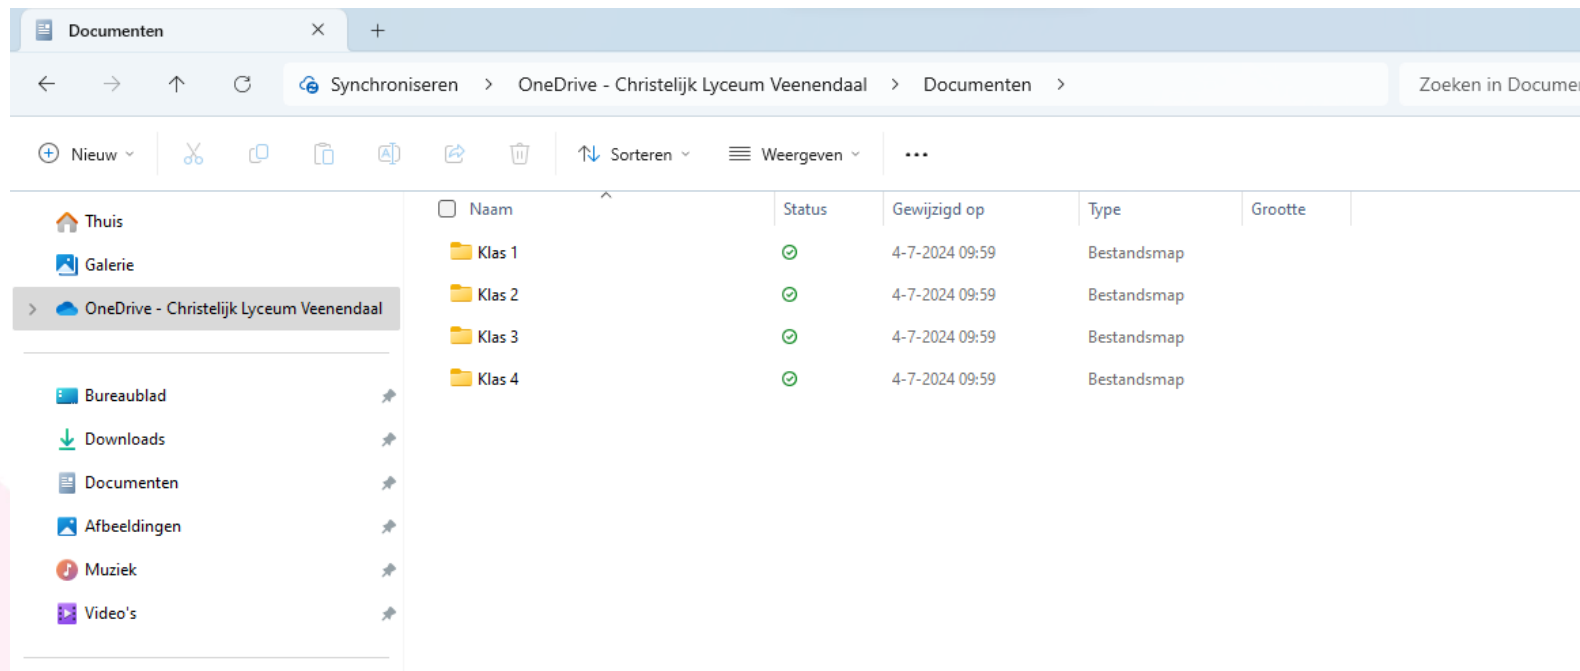 Documenten
Synchroniseren > OneDrive - Christelijk Lyceum Veenendaal > Documenten >
Zoeken in Docume
Nieuw
Sorteren
Weergeven
Naam Status Gewijzigd op Type Grootte
Klas 1 4-7-2024 09:59 Bestandsmap
Klas 2 4-7-2024 09:59 Bestandsmap
Klas 3 4-7-2024 09:59 Bestandsmap
Klas 4 4-7-2024 09:59 Bestandsmap
Thuis
Galerie
OneDrive - Christelijk Lyceum Veenendaal
Bureaublad
Downloads
Documenten
Afbeeldingen
Muziek
Video's